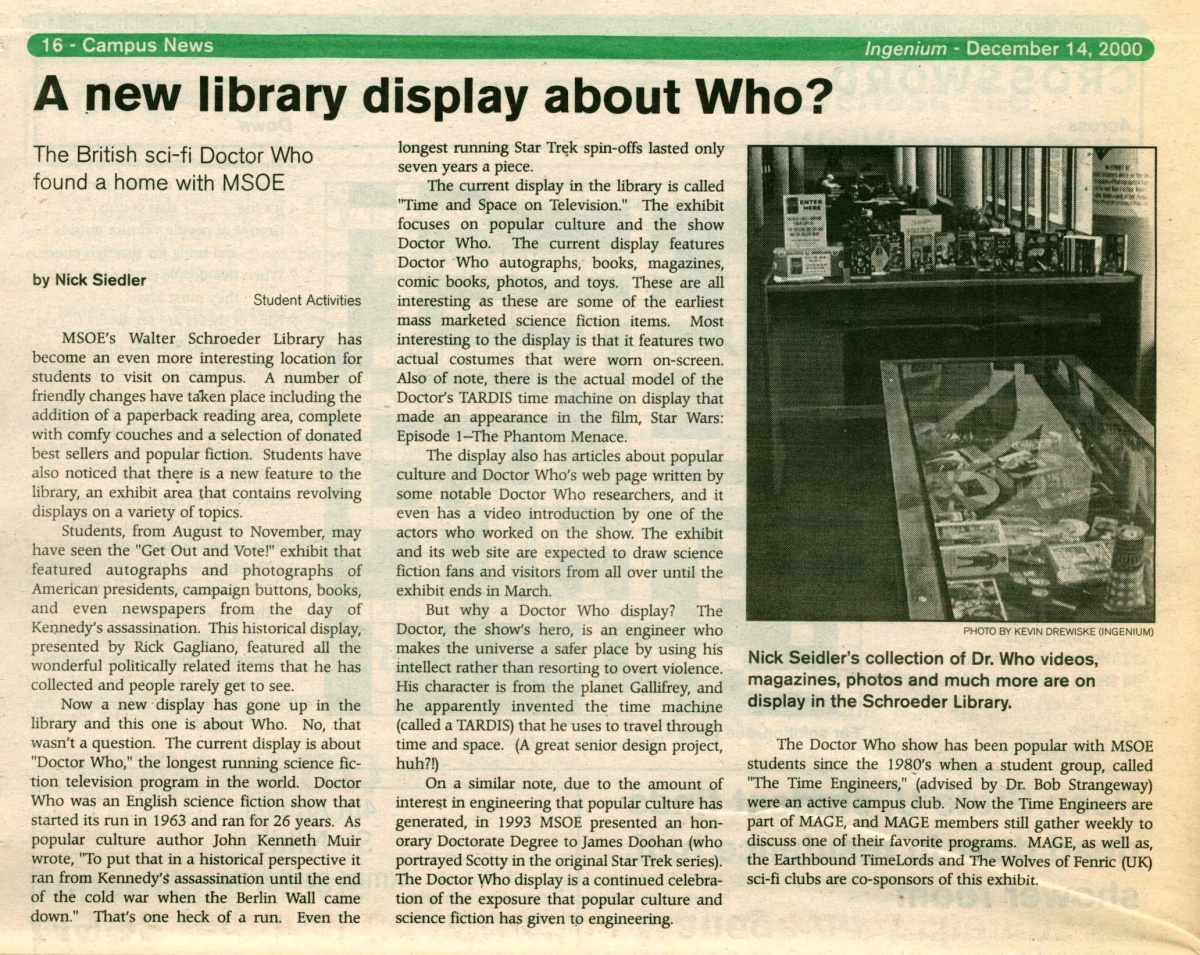 16 - Campus News
Ingenium - December 14, 2000
A new library display about Who?
The British sci-fi Doctor Who
found a home with MSOE
by Nick Siedler
Student Activities
MSOE's Walter Schroeder Library has
become an even more interesting location for
students to visit on campus. A number of
friendly changes have taken place including the
addition of a paperback reading area, complete
with comfy couches and a selection of donated
best sellers and popular fiction. Students have
also noticed that there is a new feature to the
library, an exhibit area that contains revolving
displays on a variety of topics.
Students, from August to November, may
have seen the "Get Out and Vote!" exhibit that
featured autographs and photographs of
American presidents, campaign buttons, books,
and even newspapers from the day of
Kennedy's assassination. This historical display,
presented by Rick Gagliano, featured all the
wonderful politically related items that he has
collected and people rarely get to see.
Now a new display has gone up in the
library and this one is about Who. No, that
wasn't a question. The current display is about
"Doctor Who," the longest running science fic-
tion television program in the world. Doctor
Who was an English science fiction show that
started its run in 1963 and ran for 26 years. As
popular culture author John Kenneth Muir
wrote, "To put that in a historical perspective it
ran from Kennedy's assassination until the end
of the cold war when the Berlin Wall came
down." That's one heck of a run. Even the
longest running Star Trek spin-offs lasted only
seven years a piece.
The current display in the library is called
"Time and Space on Television." The exhibit
focuses on popular culture and the show
Doctor Who. The current display features
Doctor Who autographs, books, magazines,
comic books, photos, and toys. These are all
interesting as these are some of the earliest
mass marketed science fiction items. Most
interesting to the display is that it features two
actual costumes that were worn on-screen.
Also of note, there is the actual model of the
Doctor's TARDIS time machine on display that
made an appearance in the film, Star Wars:
Episode 1--The Phantom Menace.
The display also has articles about popular
culture and Doctor Who's web page written by
some notable Doctor Who researchers, and it
even has a video introduction by one of the
actors who worked on the show. The exhibit
and its web site are expected to draw science
fiction fans and visitors from all over until the
exhibit ends in March.
But why a Doctor Who display? The
Doctor, the show's hero, is an engineer who
makes the universe a safer place by using his
intellect rather than resorting to overt violence.
His character is from the planet Gallifrey, and
he apparently invented the time machine
(called a TARDIS) that he uses to travel through
time and space. (A great senior design project,
huh?!)
On a similar note, due to the amount of
interest in engineering that popular culture has
generated, in 1993 MSOE presented an hon-
orary Doctorate Degree to James Doohan (who
portrayed Scotty in the original Star Trek series).
The Doctor Who display is a continued celebra-
tion of the exposure that popular culture and
science fiction has given to engineering.
ENTER
HERE
PHOTO BY KEVIN DREWISKE (INGENIUM)
Nick Seidler's collection of Dr. Who videos,
magazines, photos and much more are on
display in the Schroeder Library.
The Doctor Who show has been popular with MSOE
students since the 1980's when a student group, called
"The Time Engineers," (advised by Dr. Bob Strangeway)
were an active campus club. Now the Time Engineers are
part of MAGE, and MAGE members still gather weekly to
discuss one of their favorite programs. MAGE, as well as,
the Earthbound TimeLords and The Wolves of Fenric (UK)
sci-fi clubs are co-sponsors of this exhibit.